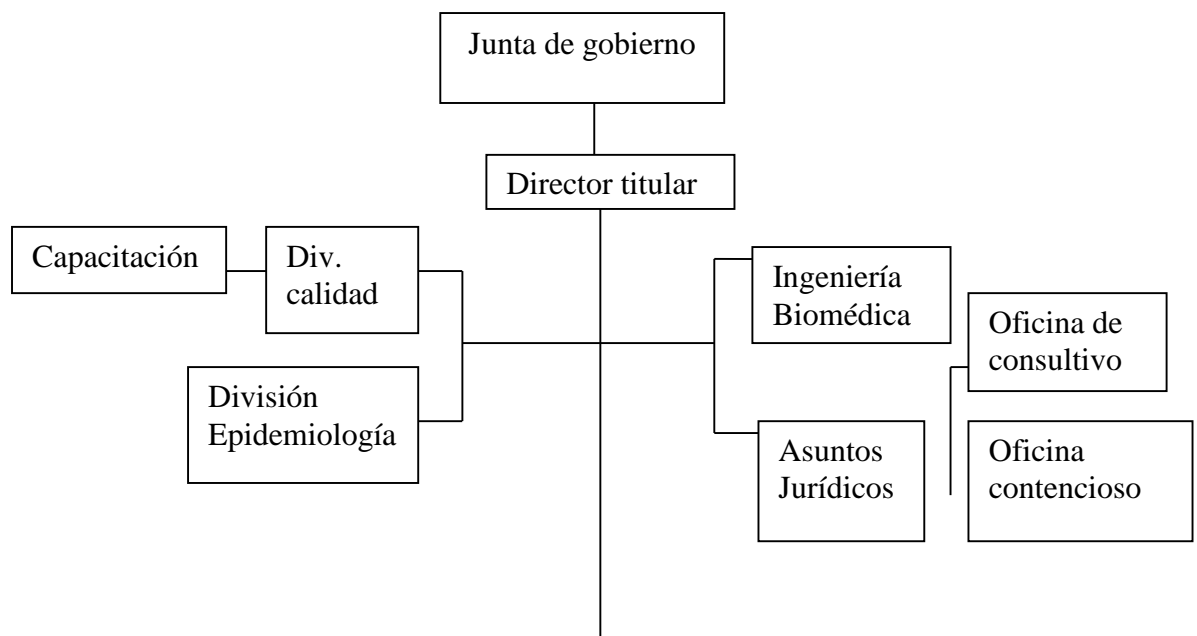 Junta de gobierno
Director titular
Capacitación
Div.
calidad
División
Epidemiología
Ingeniería
Biomédica
Oficina de
consultivo
Asuntos
Jurídicos
Oficina
contencioso